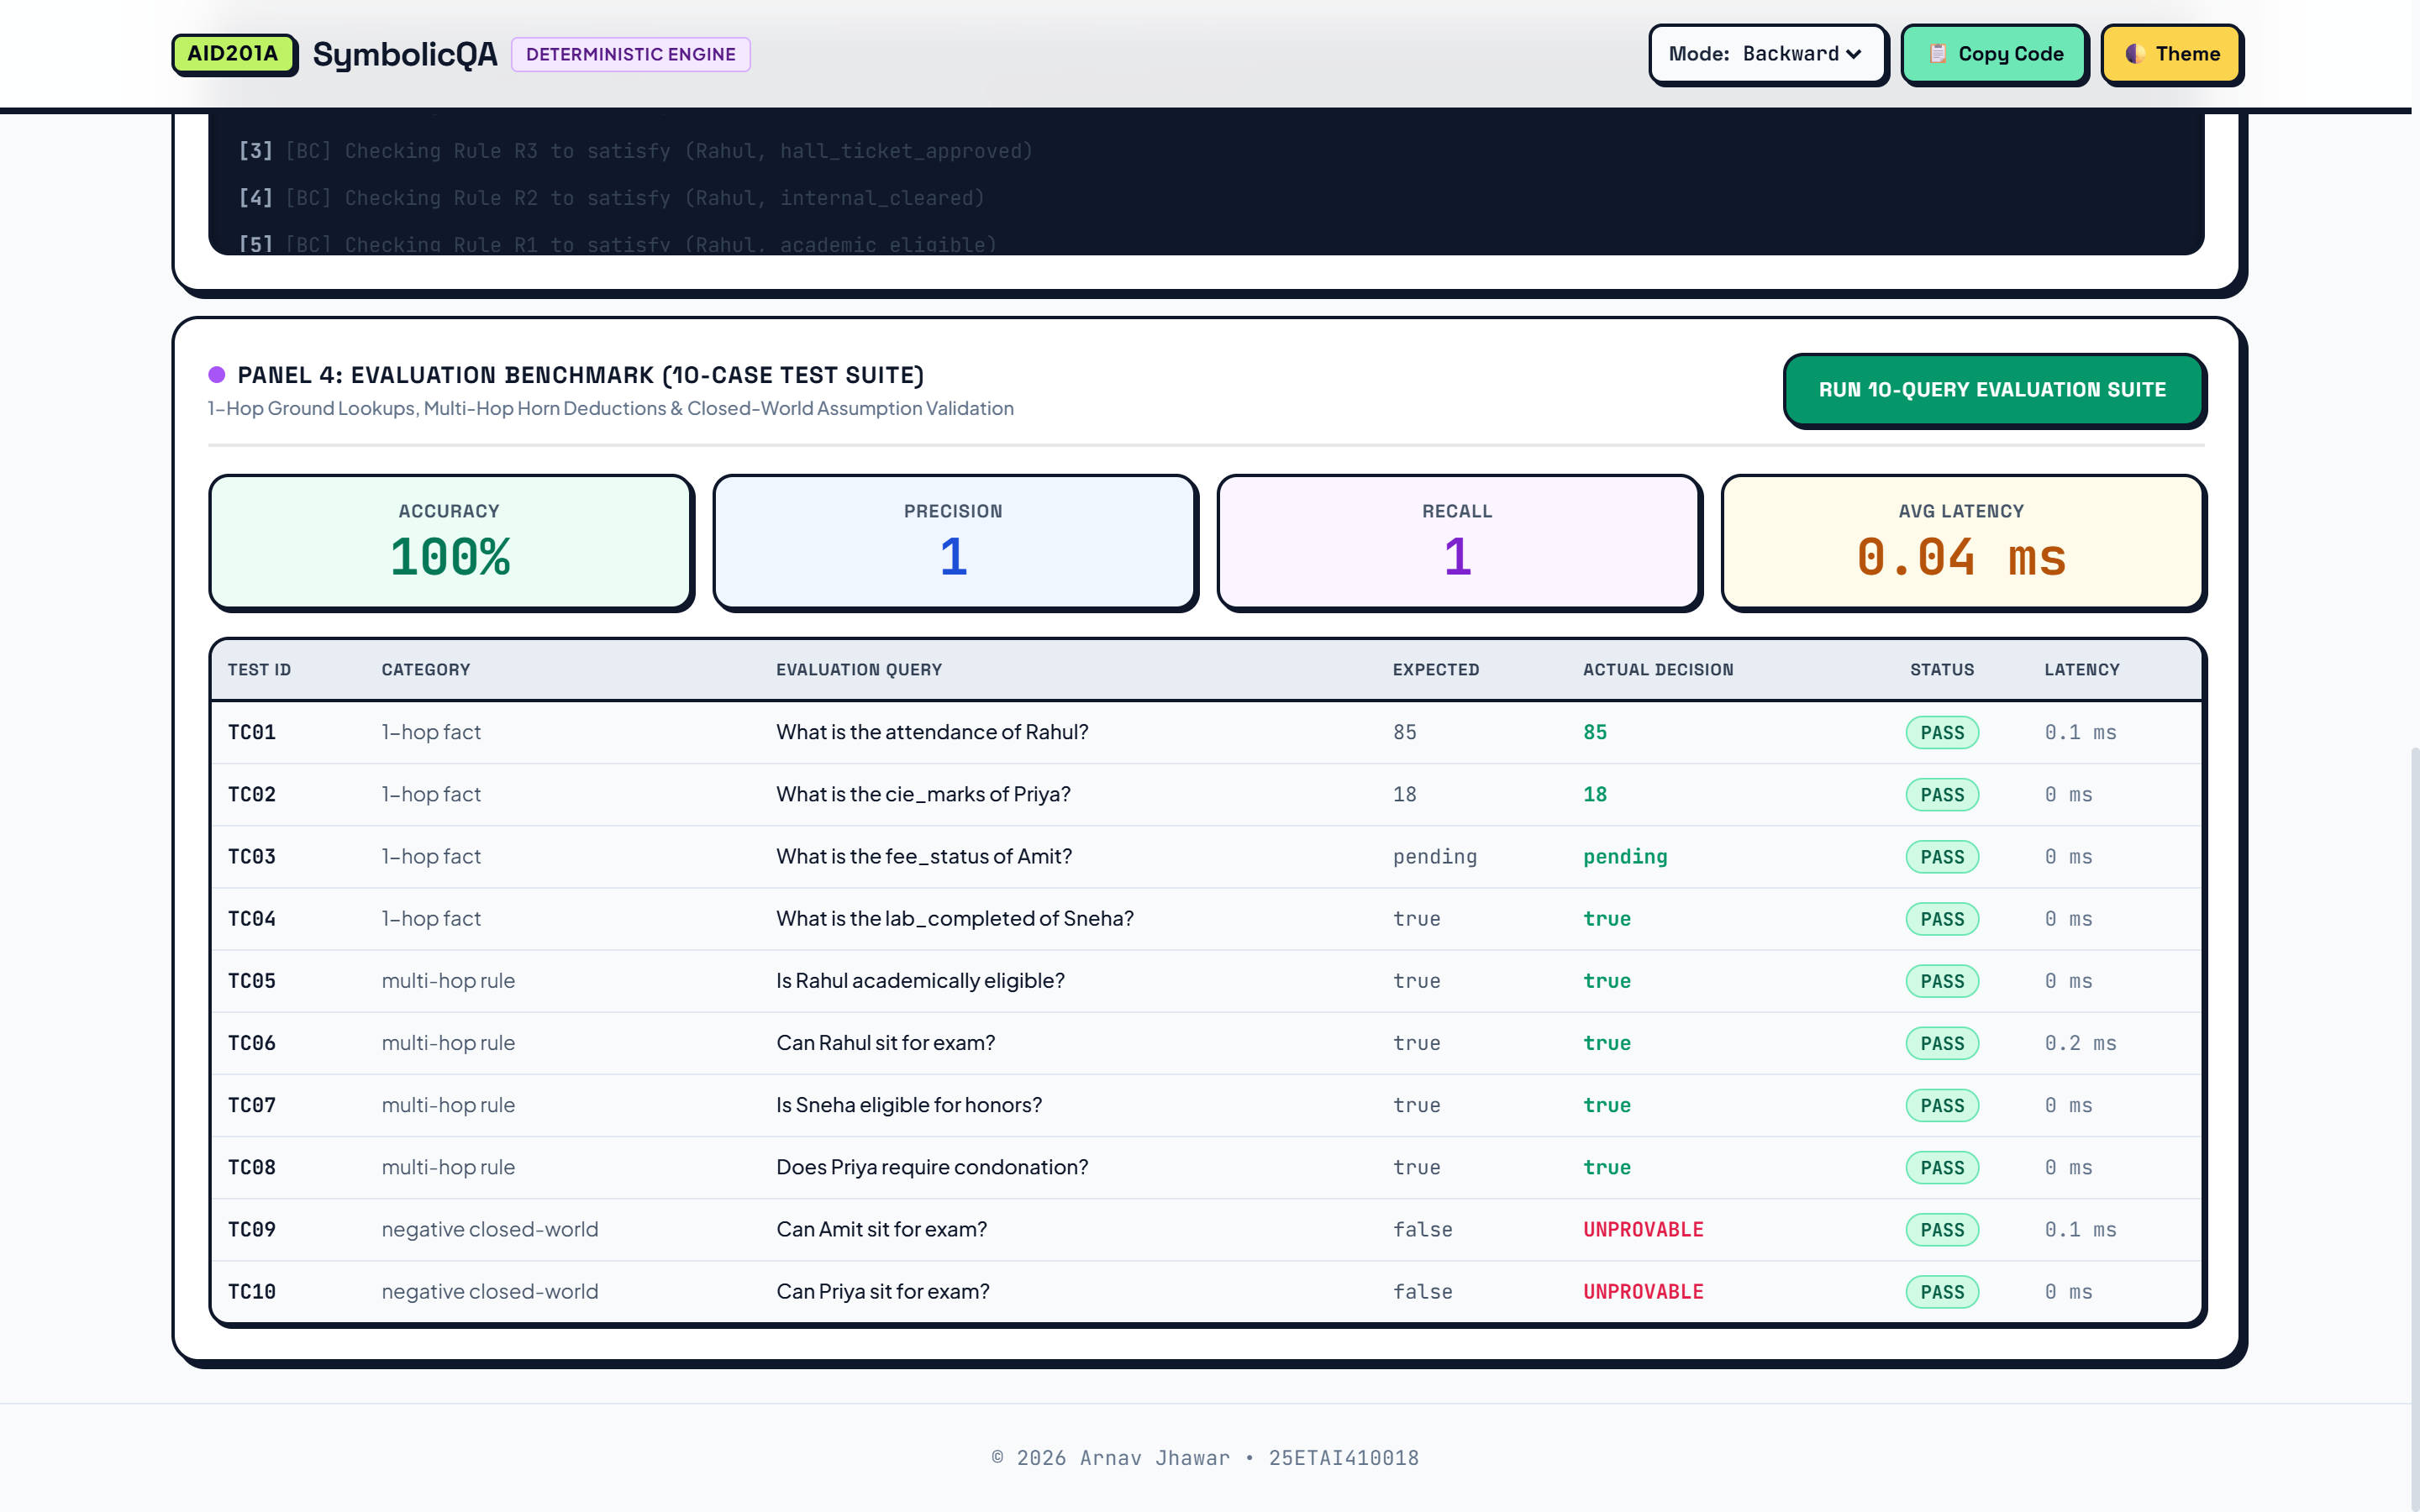 AID201A SymbolicQA DETERMINISTIC ENGINE Mode: Backward 📋 Copy Code 🌗 Theme
[3] [BC] Checking Rule R3 to satisfy (Rahul, hall_ticket_approved)
[4] [BC] Checking Rule R2 to satisfy (Rahul, internal_cleared)
[5] [BC] Checking Rule R1 to satisfy (Rahul, academic_eligible)
PANEL 4: EVALUATION BENCHMARK (10-CASE TEST SUITE)
1-Hop Ground Lookups, Multi-Hop Horn Deductions & Closed-World Assumption Validation
RUN 10-QUERY EVALUATION SUITE
ACCURACY
100%
PRECISION
1
RECALL
1
AVG LATENCY
0.04 ms
TEST ID CATEGORY EVALUATION QUERY EXPECTED ACTUAL DECISION STATUS LATENCY
TC01 1-hop fact What is the attendance of Rahul? 85 85 PASS 0.1 ms
TC02 1-hop fact What is the cie_marks of Priya? 18 18 PASS 0 ms
TC03 1-hop fact What is the fee_status of Amit? pending pending PASS 0 ms
TC04 1-hop fact What is the lab_completed of Sneha? true true PASS 0 ms
TC05 multi-hop rule Is Rahul academically eligible? true true PASS 0 ms
TC06 multi-hop rule Can Rahul sit for exam? true true PASS 0.2 ms
TC07 multi-hop rule Is Sneha eligible for honors? true true PASS 0 ms
TC08 multi-hop rule Does Priya require condonation? true true PASS 0 ms
TC09 negative closed-world Can Amit sit for exam? false UNPROVABLE PASS 0.1 ms
TC10 negative closed-world Can Priya sit for exam? false UNPROVABLE PASS 0 ms
© 2026 Arnav Jhawar • 25ETAI410018